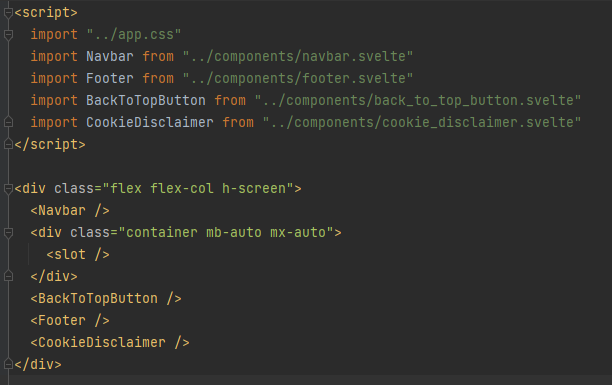 <script>
import "../app.css"
import Navbar from "../components/navbar.svelte"
import Footer from "../components/footer.svelte"
import BackToTopButton from "../components/back_to_top_button.svelte"
import CookieDisclaimer from "../components/cookie_disclaimer.svelte"
</script>
<div class="flex flex-col h-screen">
<Navbar />
<div class="container mb-auto mx-auto">
<slot />
</div>
<BackToTopButton />
<Footer />
<CookieDisclaimer />
</div>